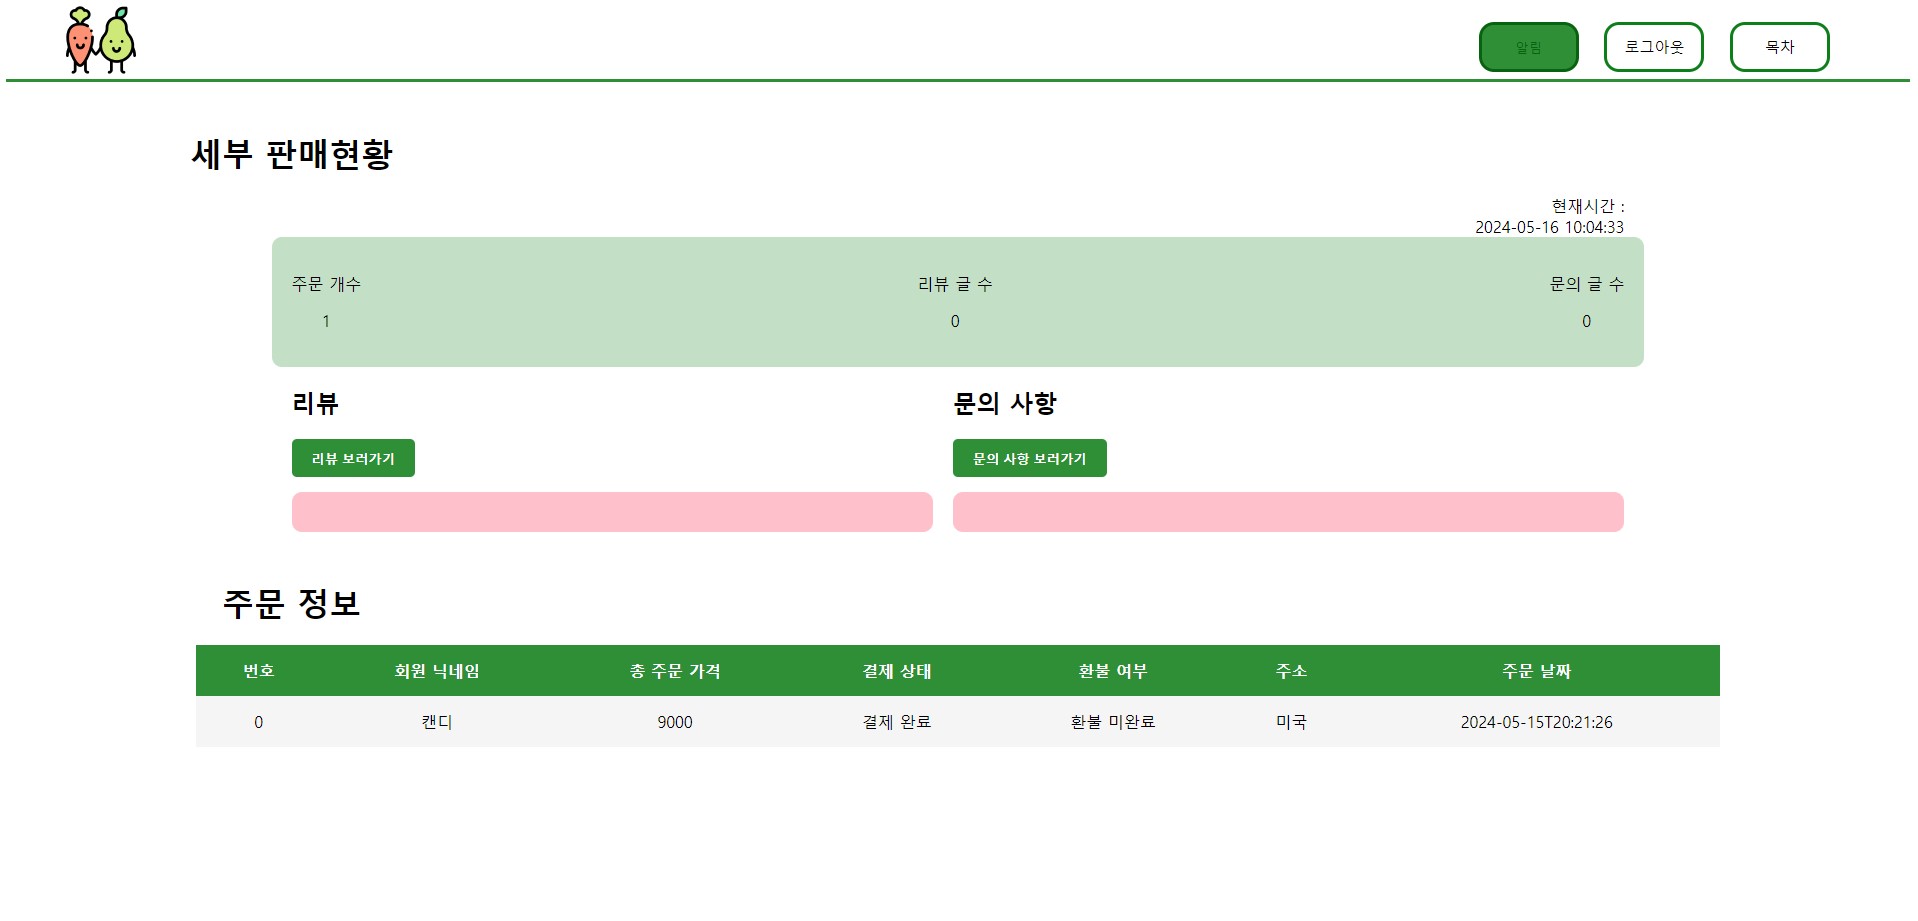 알림 로그아웃 목차
세부 판매현황
현재시간 :
2024-05-16 10:04:33
주문 개수 리뷰 글 수 문의 글 수
1 0 0
리뷰 문의 사항
리뷰 보러가기 문의 사항 보러가기
주문 정보
번호 회원 닉네임 총 주문 가격 결제 상태 환불 여부 주소 주문 날짜
0 캔디 9000 결제 완료 환불 미완료 미국 2024-05-15T20:21:26